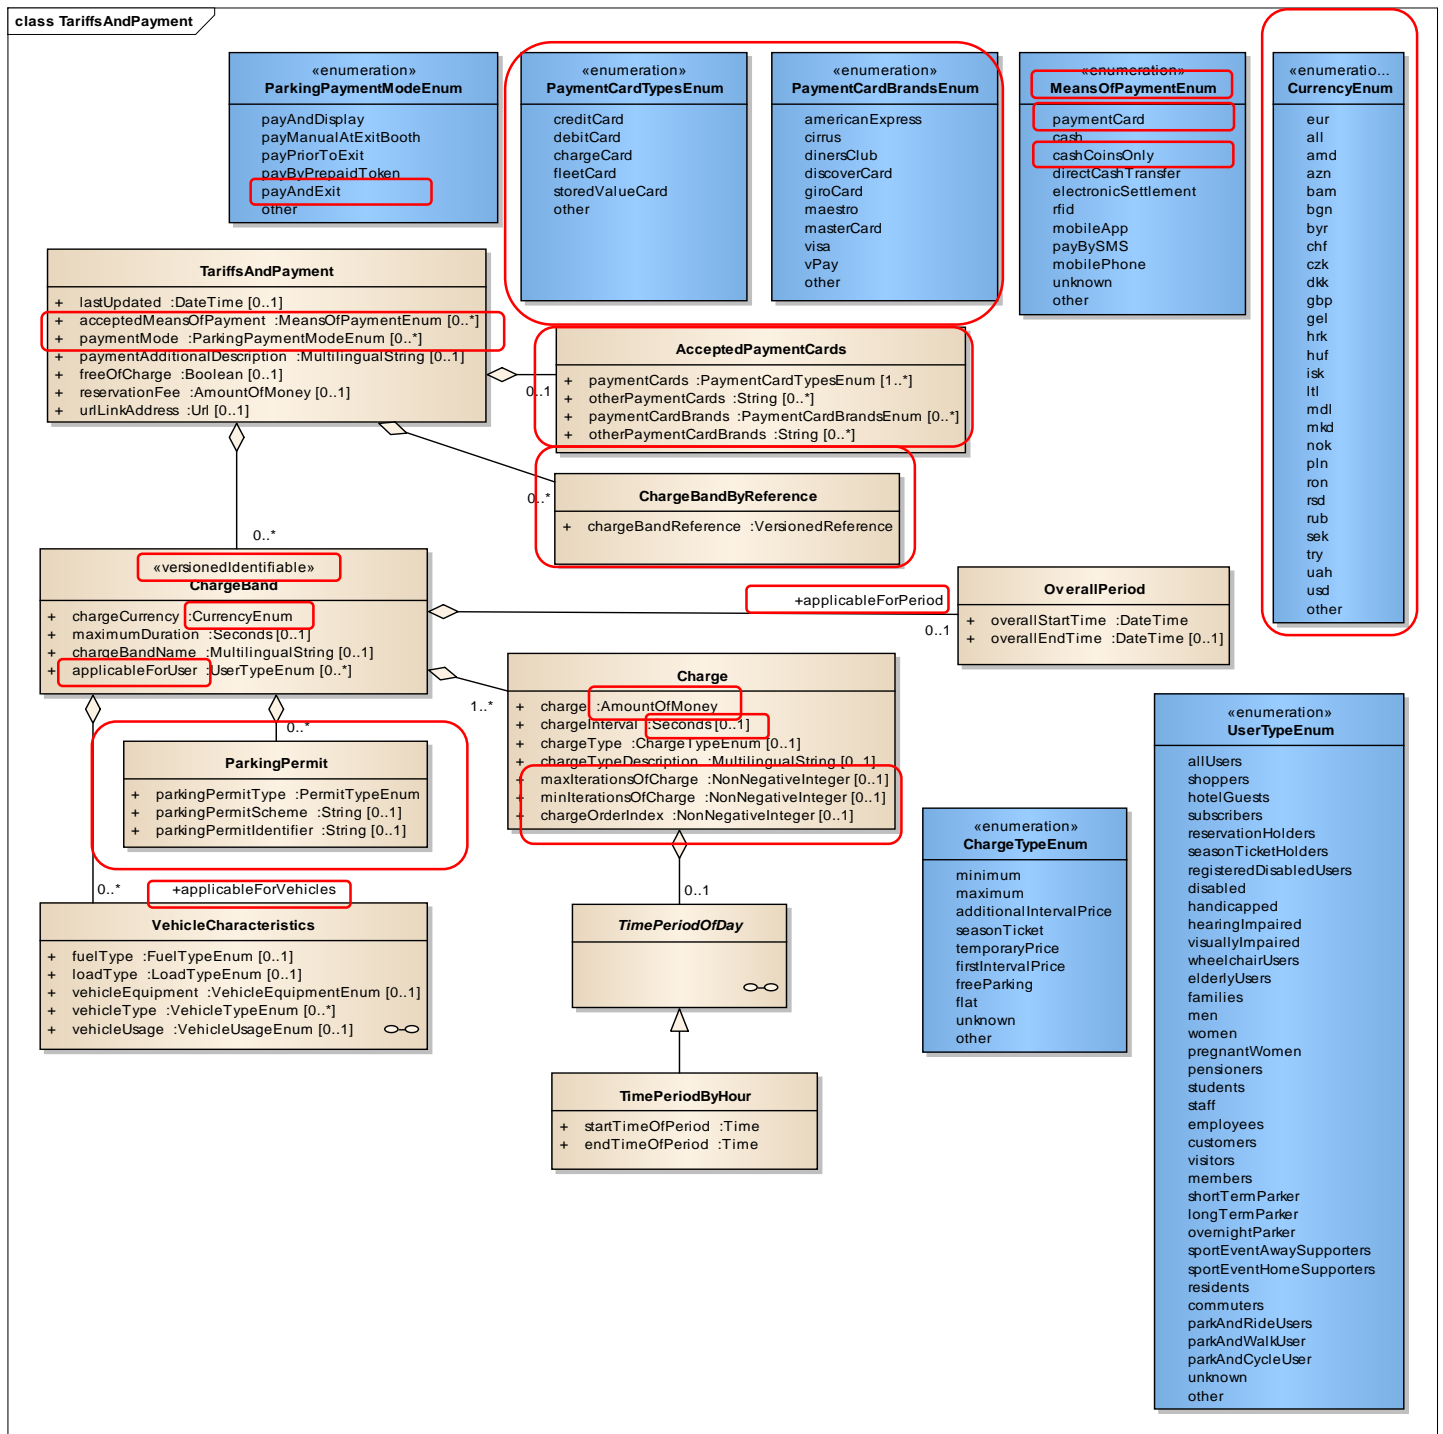 class TariffsAndPayment
«enumeration»
ParkingPaymentModeEnum
payAndDisplay
payManualAtExitBooth
payPriorToExit
payByPrepaidToken
payAndExit
other
«enumeration»
PaymentCardTypesEnum
creditCard
debitCard
chargeCard
fleetCard
storedValueCard
other
«enumeration»
PaymentCardBrandsEnum
americanExpress
cirrus
dinersClub
discoverCard
giroCard
maestro
masterCard
visa
vPay
other
«enumeration»
MeansOfPaymentEnum
paymentCard
cash
cashCoinsOnly
directCashTransfer
electronicSettlement
rfid
mobileApp
payBySMS
mobilePhone
unknown
other
«enumeratio...
CurrencyEnum
eur
all
amd
azn
bam
bgn
byr
chf
czk
dkk
gbp
gel
hrk
huf
isk
ltl
mdl
mkd
nok
pln
ron
rsd
rub
sek
try
uah
usd
other
TariffsAndPayment
+ lastUpdated :DateTime [0..1]
+ acceptedMeansOfPayment :MeansOfPaymentEnum [0..*]
+ paymentMode :ParkingPaymentModeEnum [0..*]
+ paymentAdditionalDescription :MultilingualString [0..1]
+ freeOfCharge :Boolean [0..1]
+ reservationFee :AmountOfMoney [0..1]
+ urlLinkAddress :Url [0..1]
0..1
AcceptedPaymentCards
+ paymentCards :PaymentCardTypesEnum [1..*]
+ otherPaymentCards :String [0..*]
+ paymentCardBrands :PaymentCardBrandsEnum [0..*]
+ otherPaymentCardBrands :String [0..*]
0..*
ChargeBandByReference
+ chargeBandReference :VersionedReference
0..*
«versionedIdentifiable»
ChargeBand
+ chargeCurrency :CurrencyEnum
+ maximumDuration :Seconds [0..1]
+ chargeBandName :MultilingualString [0..1]
+ applicableForUser :UserTypeEnum [0..*]
+applicableForPeriod
0..1
OverallPeriod
+ overallStartTime :DateTime
+ overallEndTime :DateTime [0..1]
1..*
Charge
+ charge :AmountOfMoney
+ chargeInterval :Seconds [0..1]
+ chargeType :ChargeTypeEnum [0..1]
+ chargeTypeDescription :MultilingualString [0..1]
+ maxIterationsOfCharge :NonNegativeInteger [0..1]
+ minIterationsOfCharge :NonNegativeInteger [0..1]
+ chargeOrderIndex :NonNegativeInteger [0..1]
0..*
ParkingPermit
+ parkingPermitType :PermitTypeEnum
+ parkingPermitScheme :String [0..1]
+ parkingPermitIdentifier :String [0..1]
0..*
+applicableForVehicles
VehicleCharacteristics
+ fuelType :FuelTypeEnum [0..1]
+ loadType :LoadTypeEnum [0..1]
+ vehicleEquipment :VehicleEquipmentEnum [0..1]
+ vehicleType :VehicleTypeEnum [0..*]
+ vehicleUsage :VehicleUsageEnum [0..1]
0..1
TimePeriodOfDay
TimePeriodByHour
+ startTimeOfPeriod :Time
+ endTimeOfPeriod :Time
«enumeration»
ChargeTypeEnum
minimum
maximum
additionalIntervalPrice
seasonTicket
temporaryPrice
firstIntervalPrice
freeParking
flat
unknown
other
«enumeration»
UserTypeEnum
allUsers
shoppers
hotelGuests
subscribers
reservationHolders
seasonTicketHolders
registeredDisabledUsers
disabled
handicapped
hearingImpaired
visuallyImpaired
wheelchairUsers
elderlyUsers
families
men
women
pregnantWomen
pensioners
students
staff
employees
customers
visitors
members
shortTermParker
longTermParker
overnightParker
sportEventAwaySupporters
sportEventHomeSupporters
residents
commuters
parkAndRideUsers
parkAndWalkUser
parkAndCycleUser
unknown
other